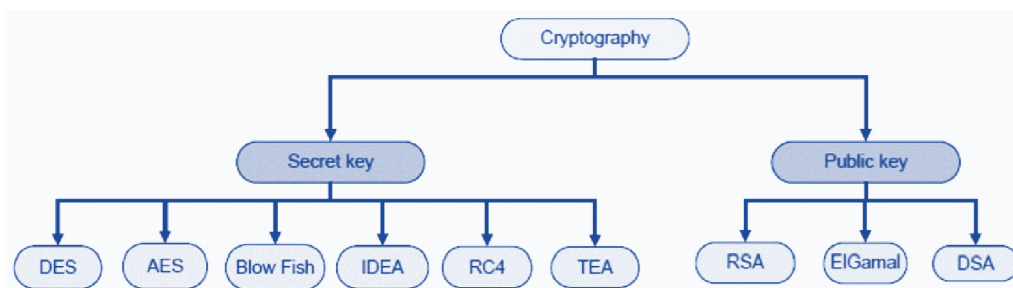 Cryptography
Secret key
Public key
DES
AES
Blow Fish
IDEA
RC4
TEA
RSA
ElGamal
DSA